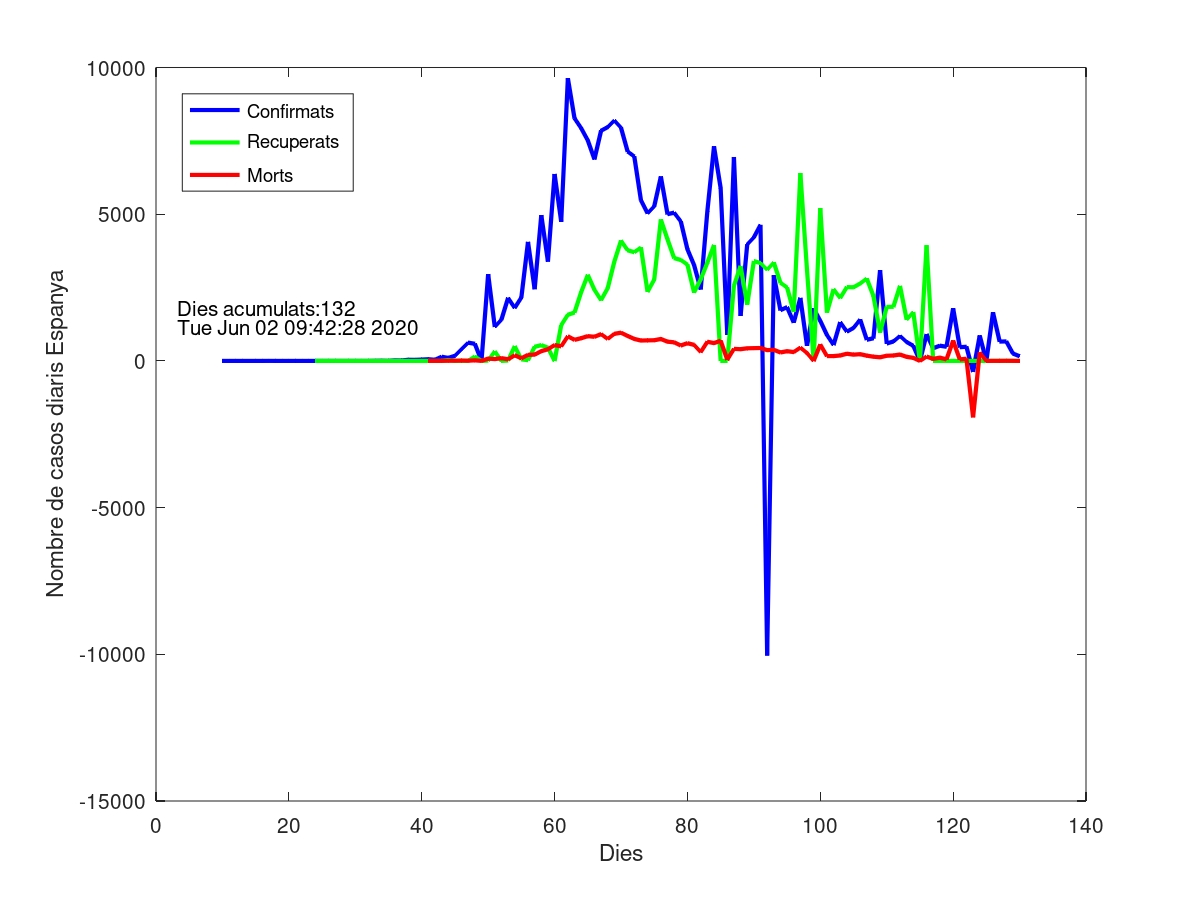 10000
5000
0
-5000
-10000
-15000
Nombre de casos diaris Espanya
Confirmats
Recuperats
Morts
Dies acumulats:132
Tue Jun 02 09:42:28 2020
0 20 40 60 80 100 120 140
Dies